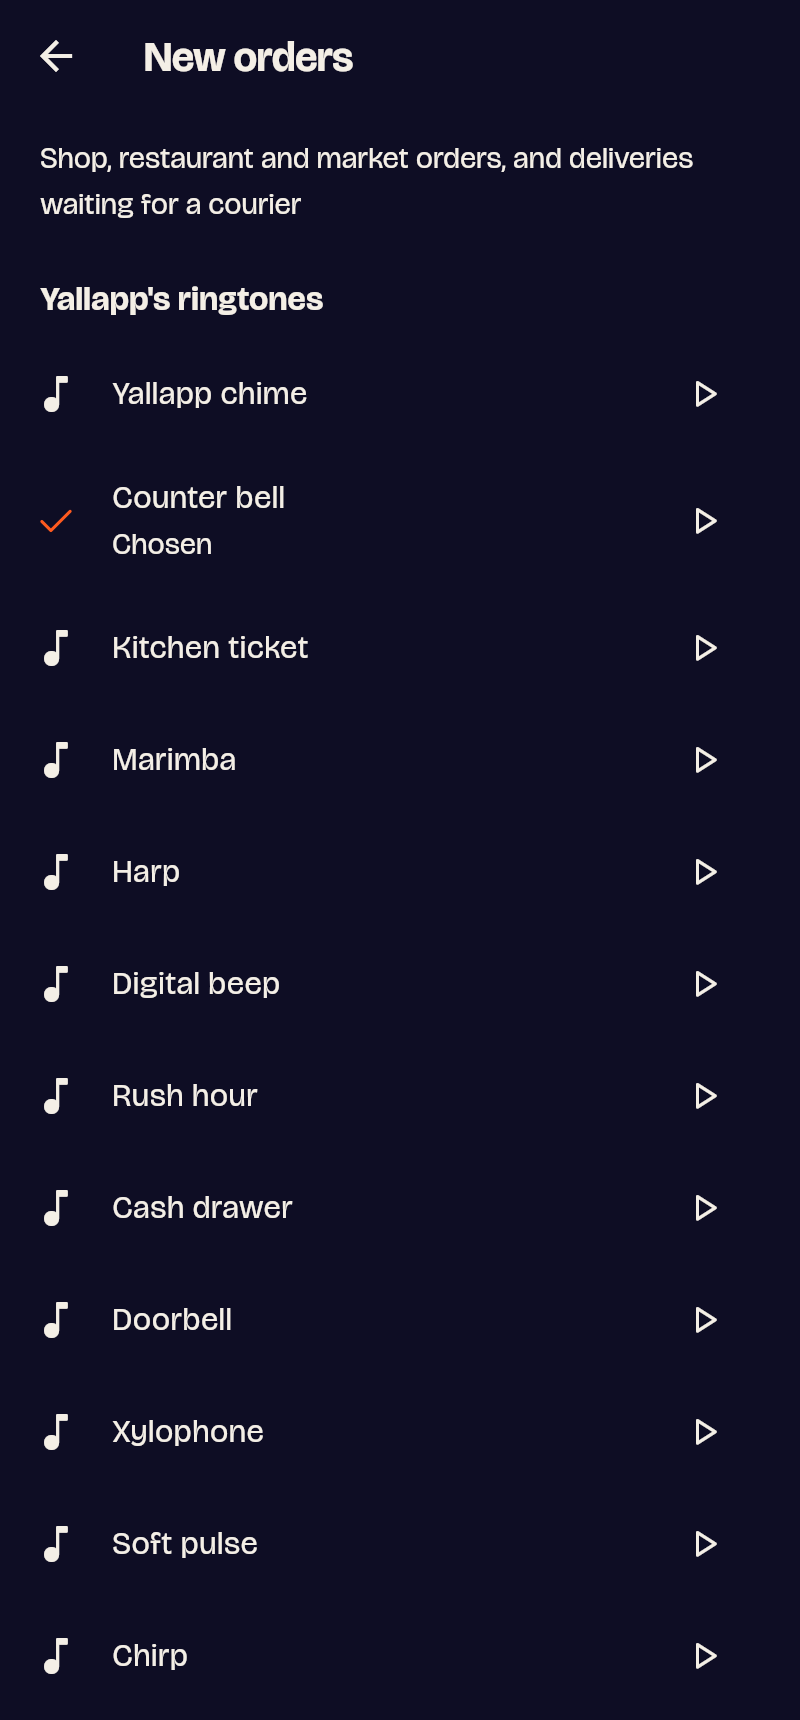 New orders
Shop, restaurant and market orders, and deliveries
waiting for a courier
Yallapp's ringtones
Yallapp chime
Counter bell
Chosen
Kitchen ticket
Marimba
Harp
Digital beep
Rush hour
Cash drawer
Doorbell
Xylophone
Soft pulse
Chirp